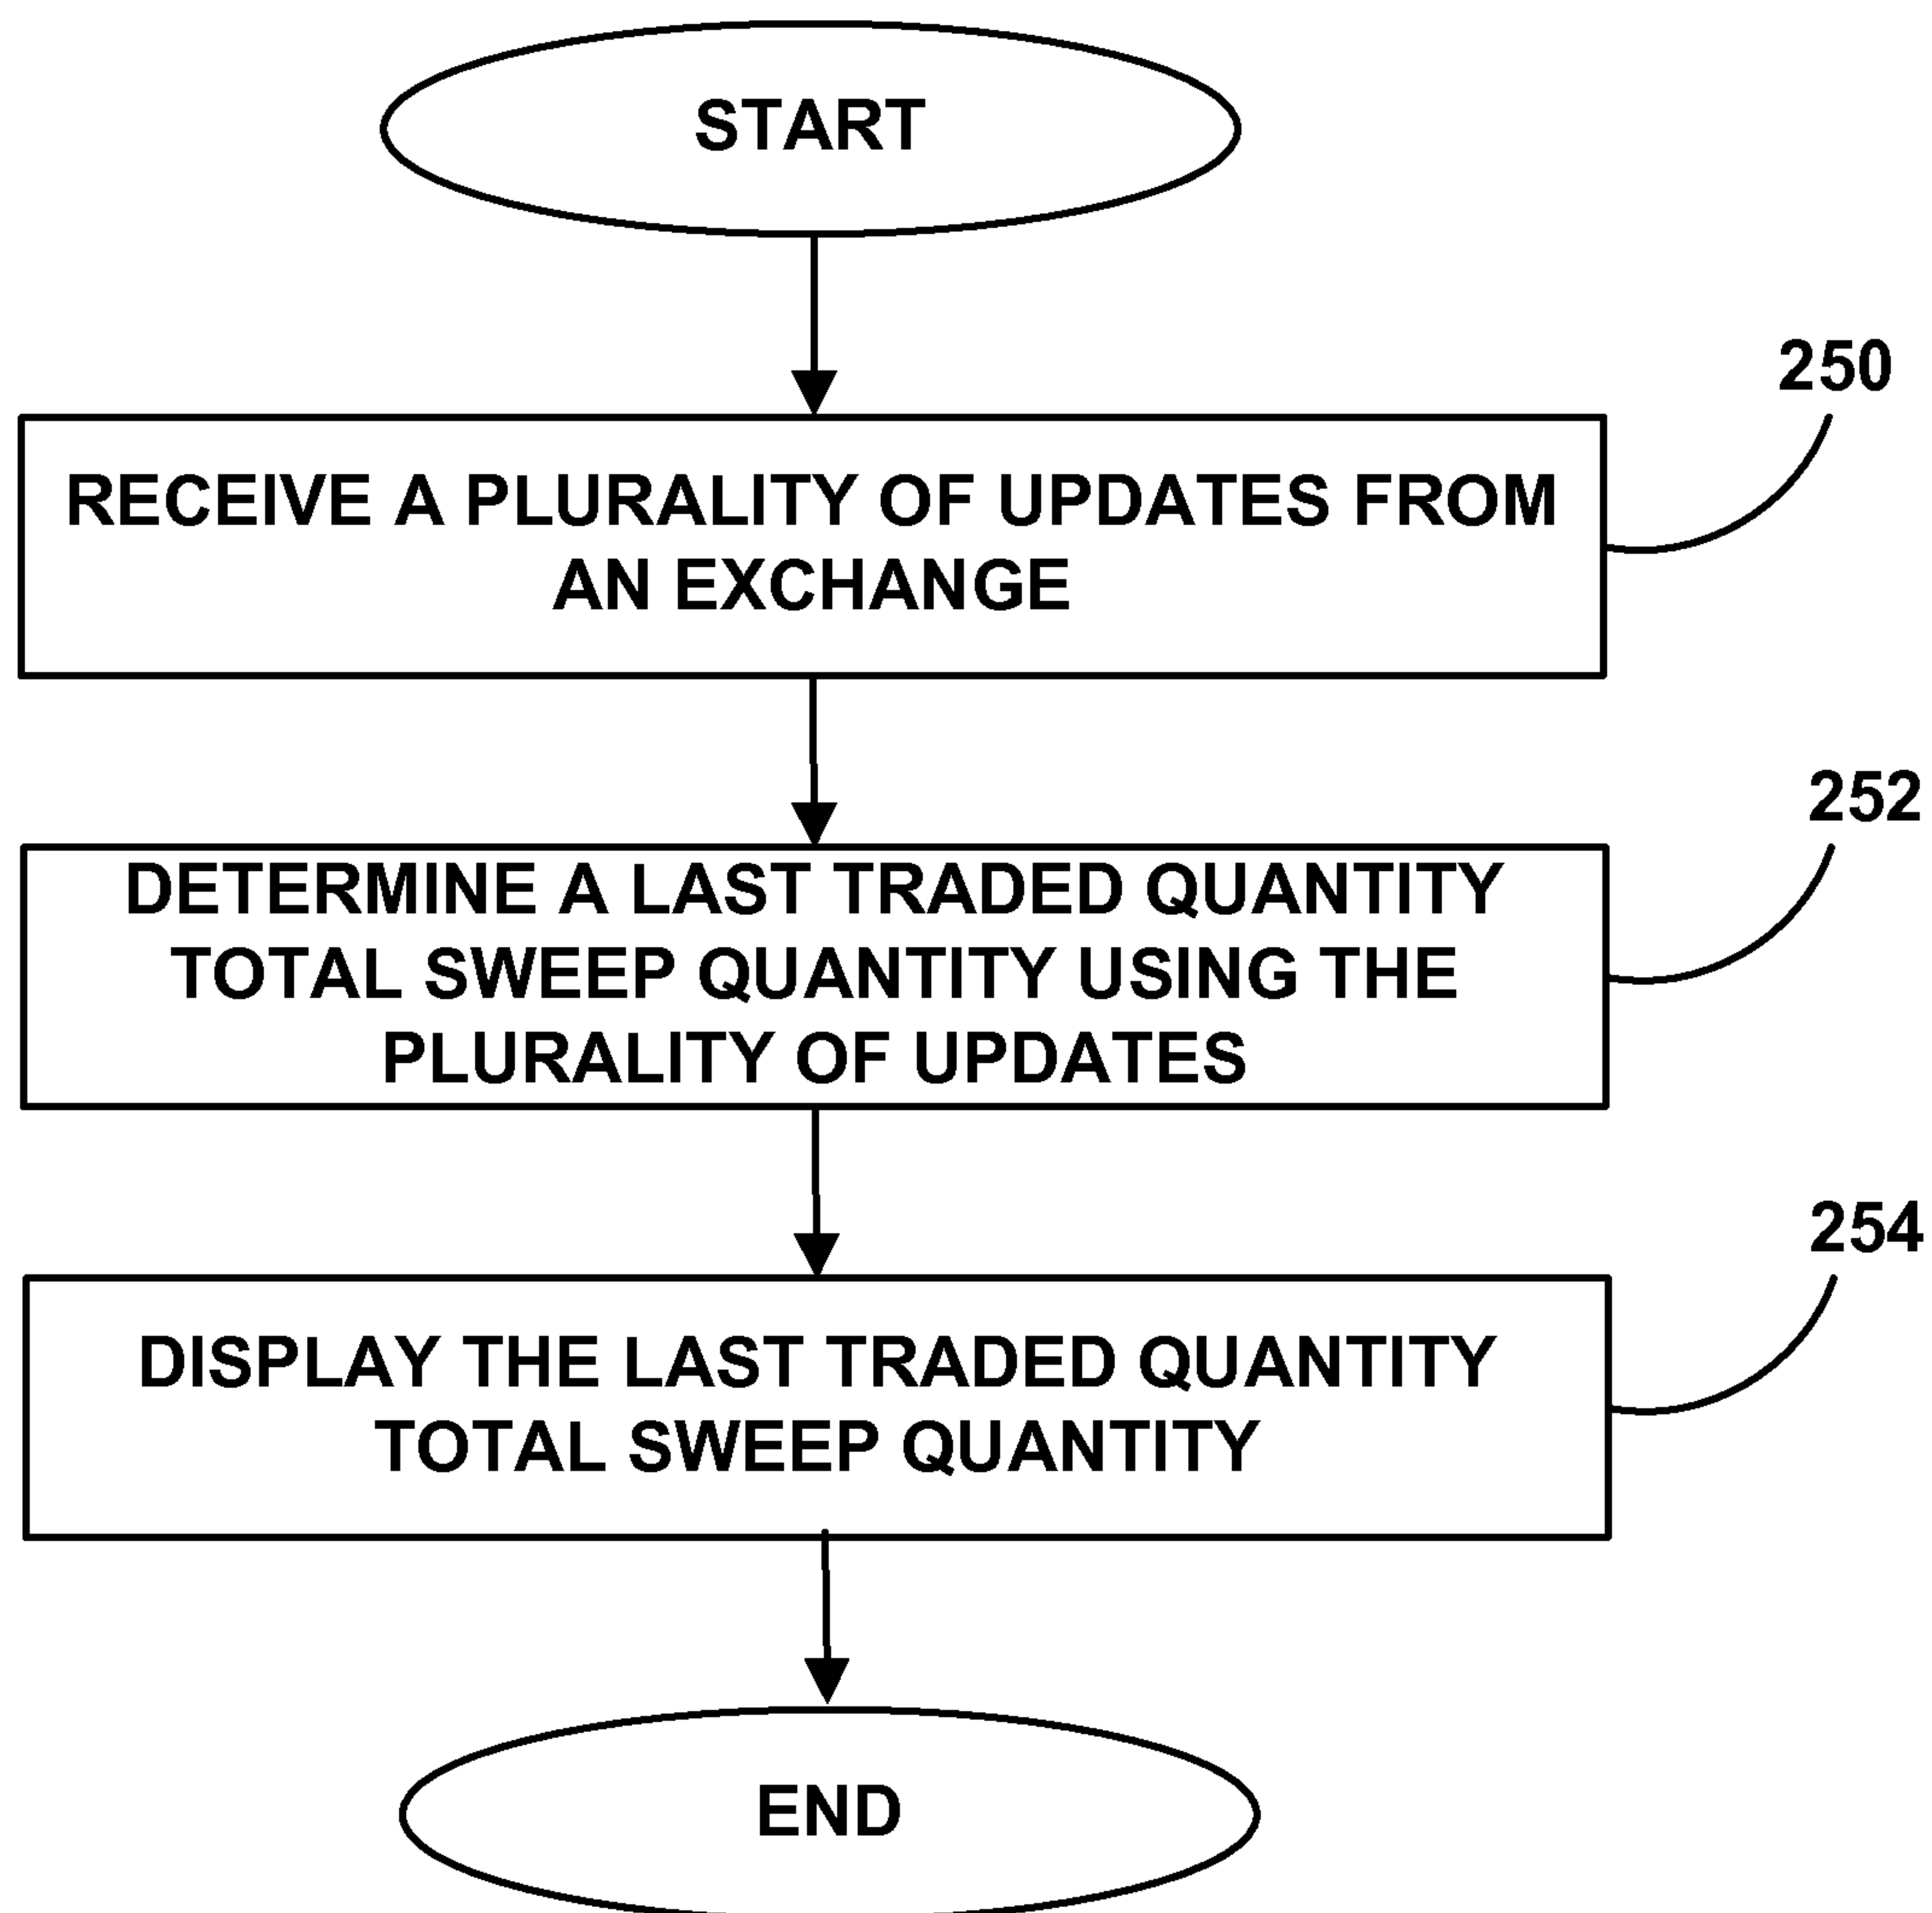 START
250
RECEIVE A PLURALITY OF UPDATES FROM
AN EXCHANGE
252
DETERMINE A LAST TRADED QUANTITY
TOTAL SWEEP QUANTITY USING THE
PLURALITY OF UPDATES
254
DISPLAY THE LAST TRADED QUANTITY
TOTAL SWEEP QUANTITY
END